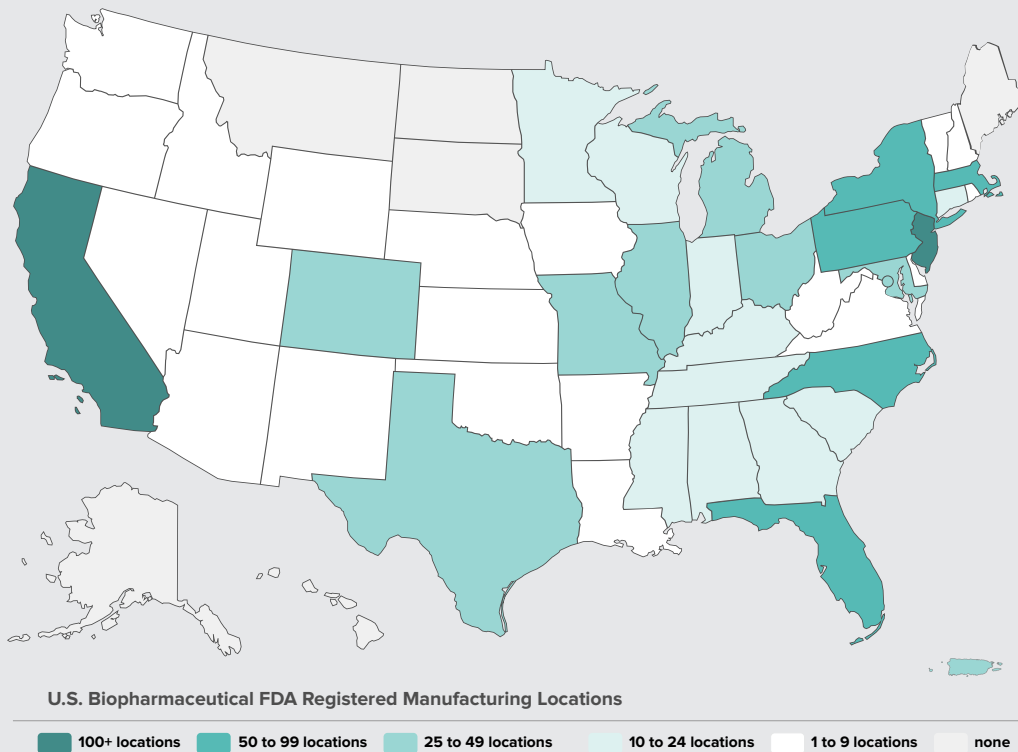 U.S. Biopharmaceutical FDA Registered Manufacturing Locations
100+ locations 50 to 99 locations 25 to 49 locations 10 to 24 locations 1 to 9 locations none